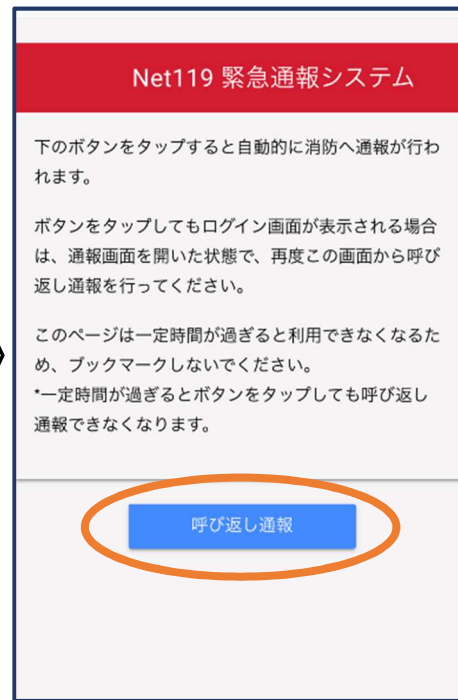 Net119 緊急通報システム
下のボタンをタップすると自動的に消防へ通報が行わ
れます。
ボタンをタップしてもログイン画面が表示される場合
は、通報画面を開いた状態で、再度この画面から呼び
返し通報を行ってください。
このページは一定時間が過ぎると利用できなくなるた
め、ブックマークしないでください。
*一定時間が過ぎるとボタンをタップしても呼び返し
通報できなくなります。
呼び返し通報